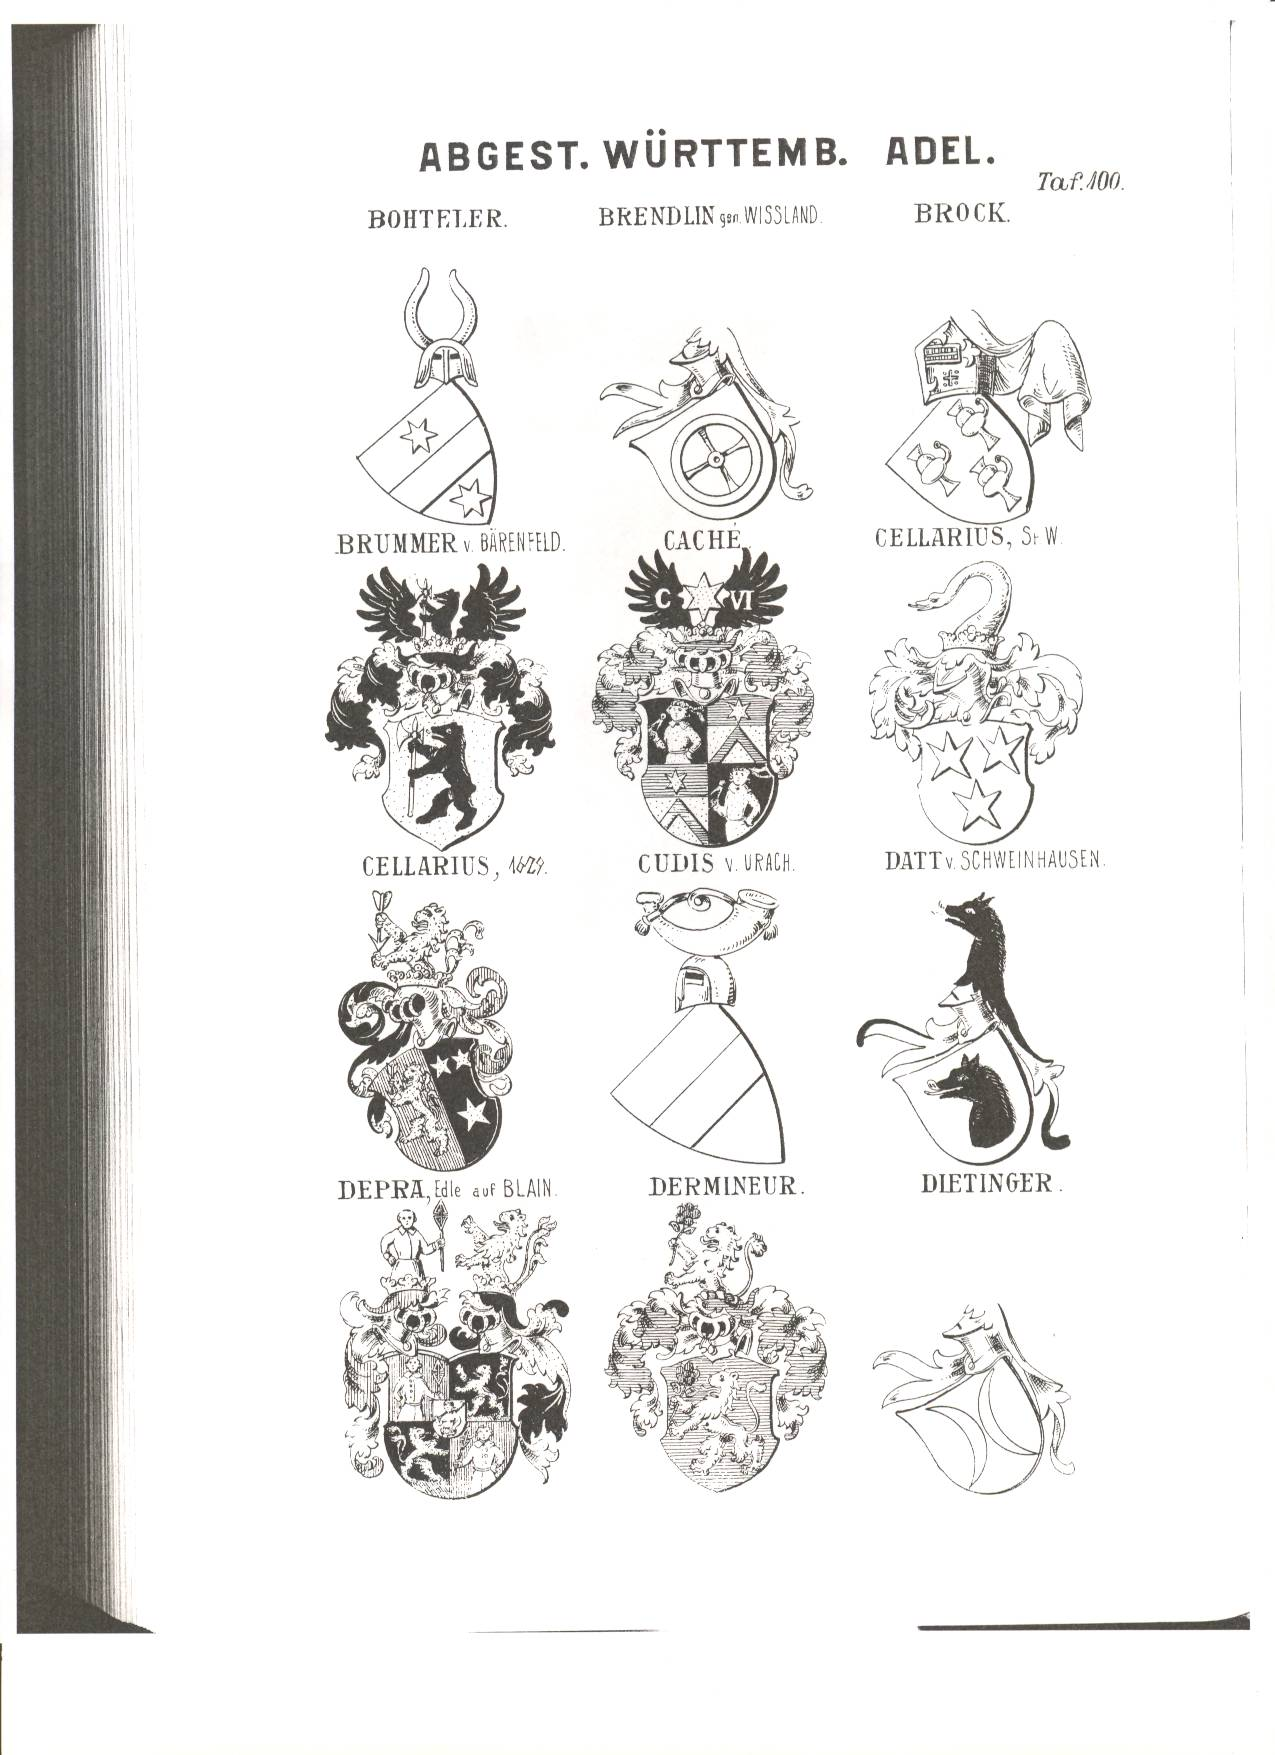 ABGEST. WÜRTTEMB. ADEL.
Taf. 100.
BOHTELER. BRENDLIN gen. WISSLAND. BROCK.
BRUMMER v. BÄRENFELD. CACHÉ. CELLARIUS, St W.
C VI
CELLARIUS, 1629. CUDIS v. URACH. DATT v. SCHWEINHAUSEN.
DEPRA, Edle auf BLAIN. DERMINEUR. DIETINGER.